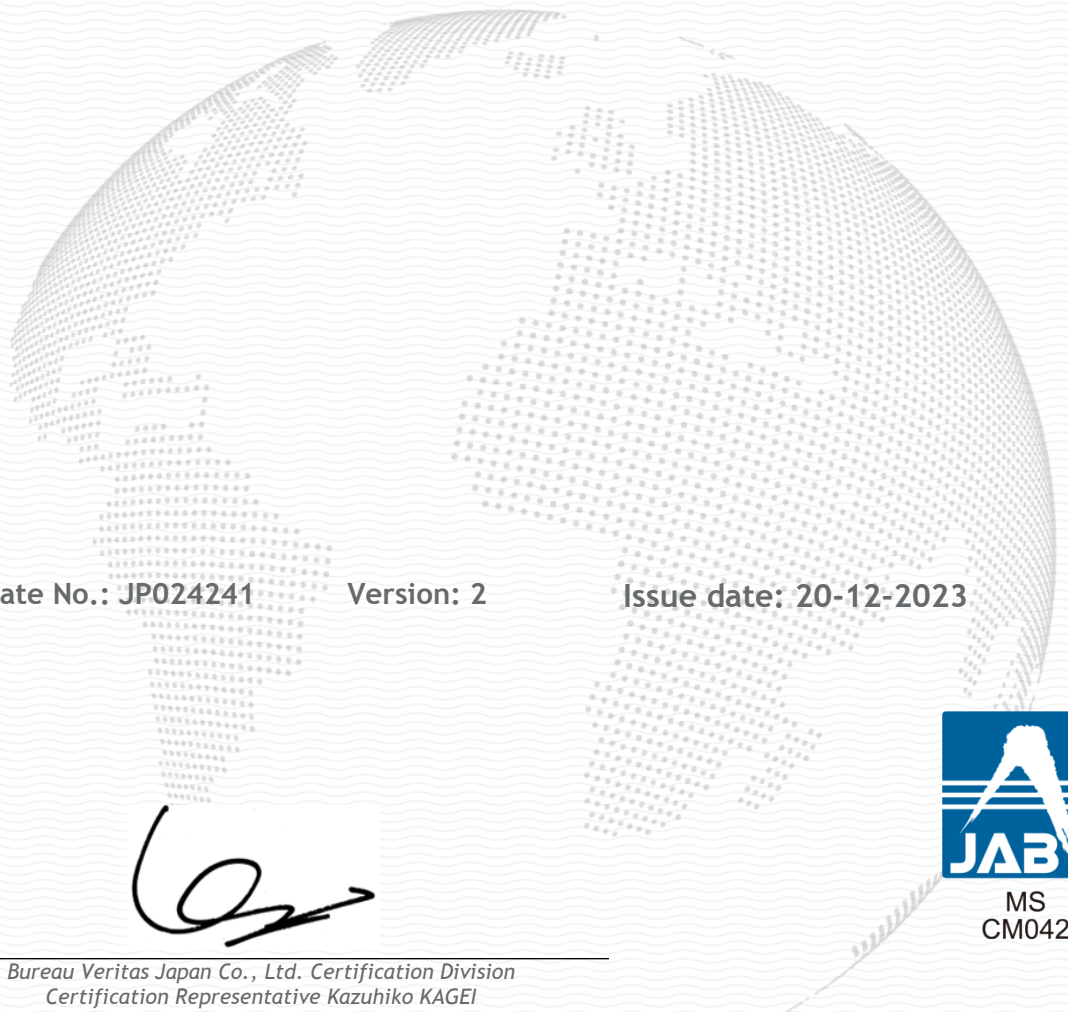 ate No.: JP024241 Version: 2 Issue date: 20-12-2023
JAB
MS
CM042
Bureau Veritas Japan Co., Ltd. Certification Division
Certification Representative Kazuhiko KAGEI